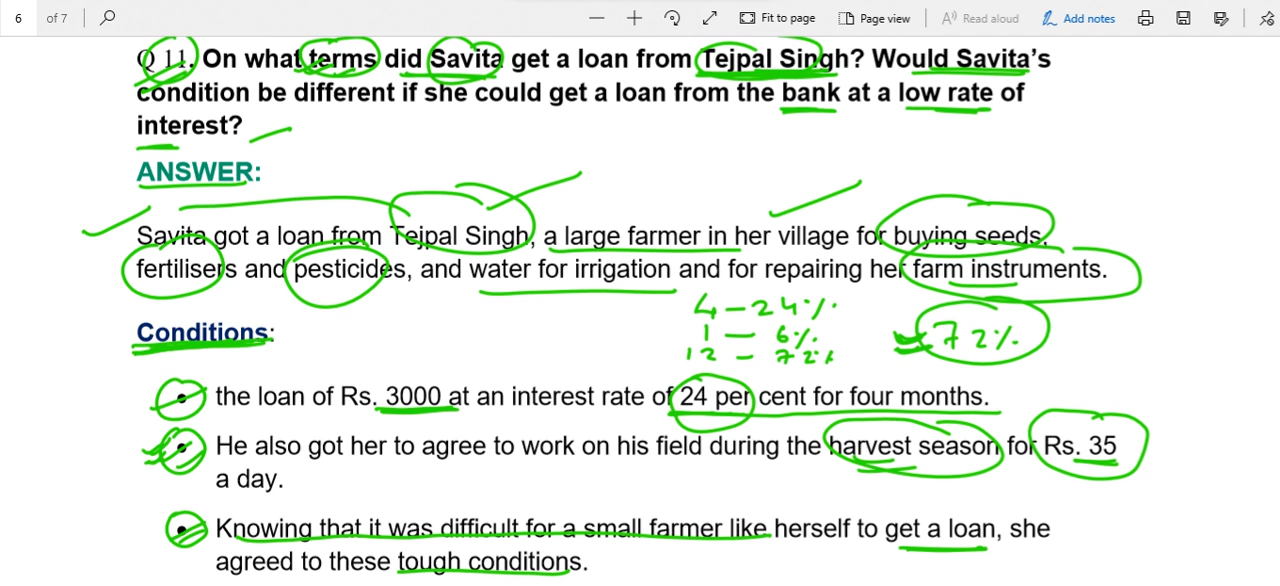 6 of 7 Fit to page Page view Read aloud Add notes
Q 11. On what terms did Savita get a loan from Tejpal Singh? Would Savita's
condition be different if she could get a loan from the bank at a low rate of
interest?
ANSWER:
Savita got a loan from Tejpal Singh, a large farmer in her village for buying seeds,
fertilisers and pesticides, and water for irrigation and for repairing her farm instruments.
4 – 24%
Conditions: 1 – 6% 72%
12 – 72%
the loan of Rs. 3000 at an interest rate of 24 per cent for four months.
He also got her to agree to work on his field during the harvest season for Rs. 35
a day.
Knowing that it was difficult for a small farmer like herself to get a loan, she
agreed to these tough conditions.